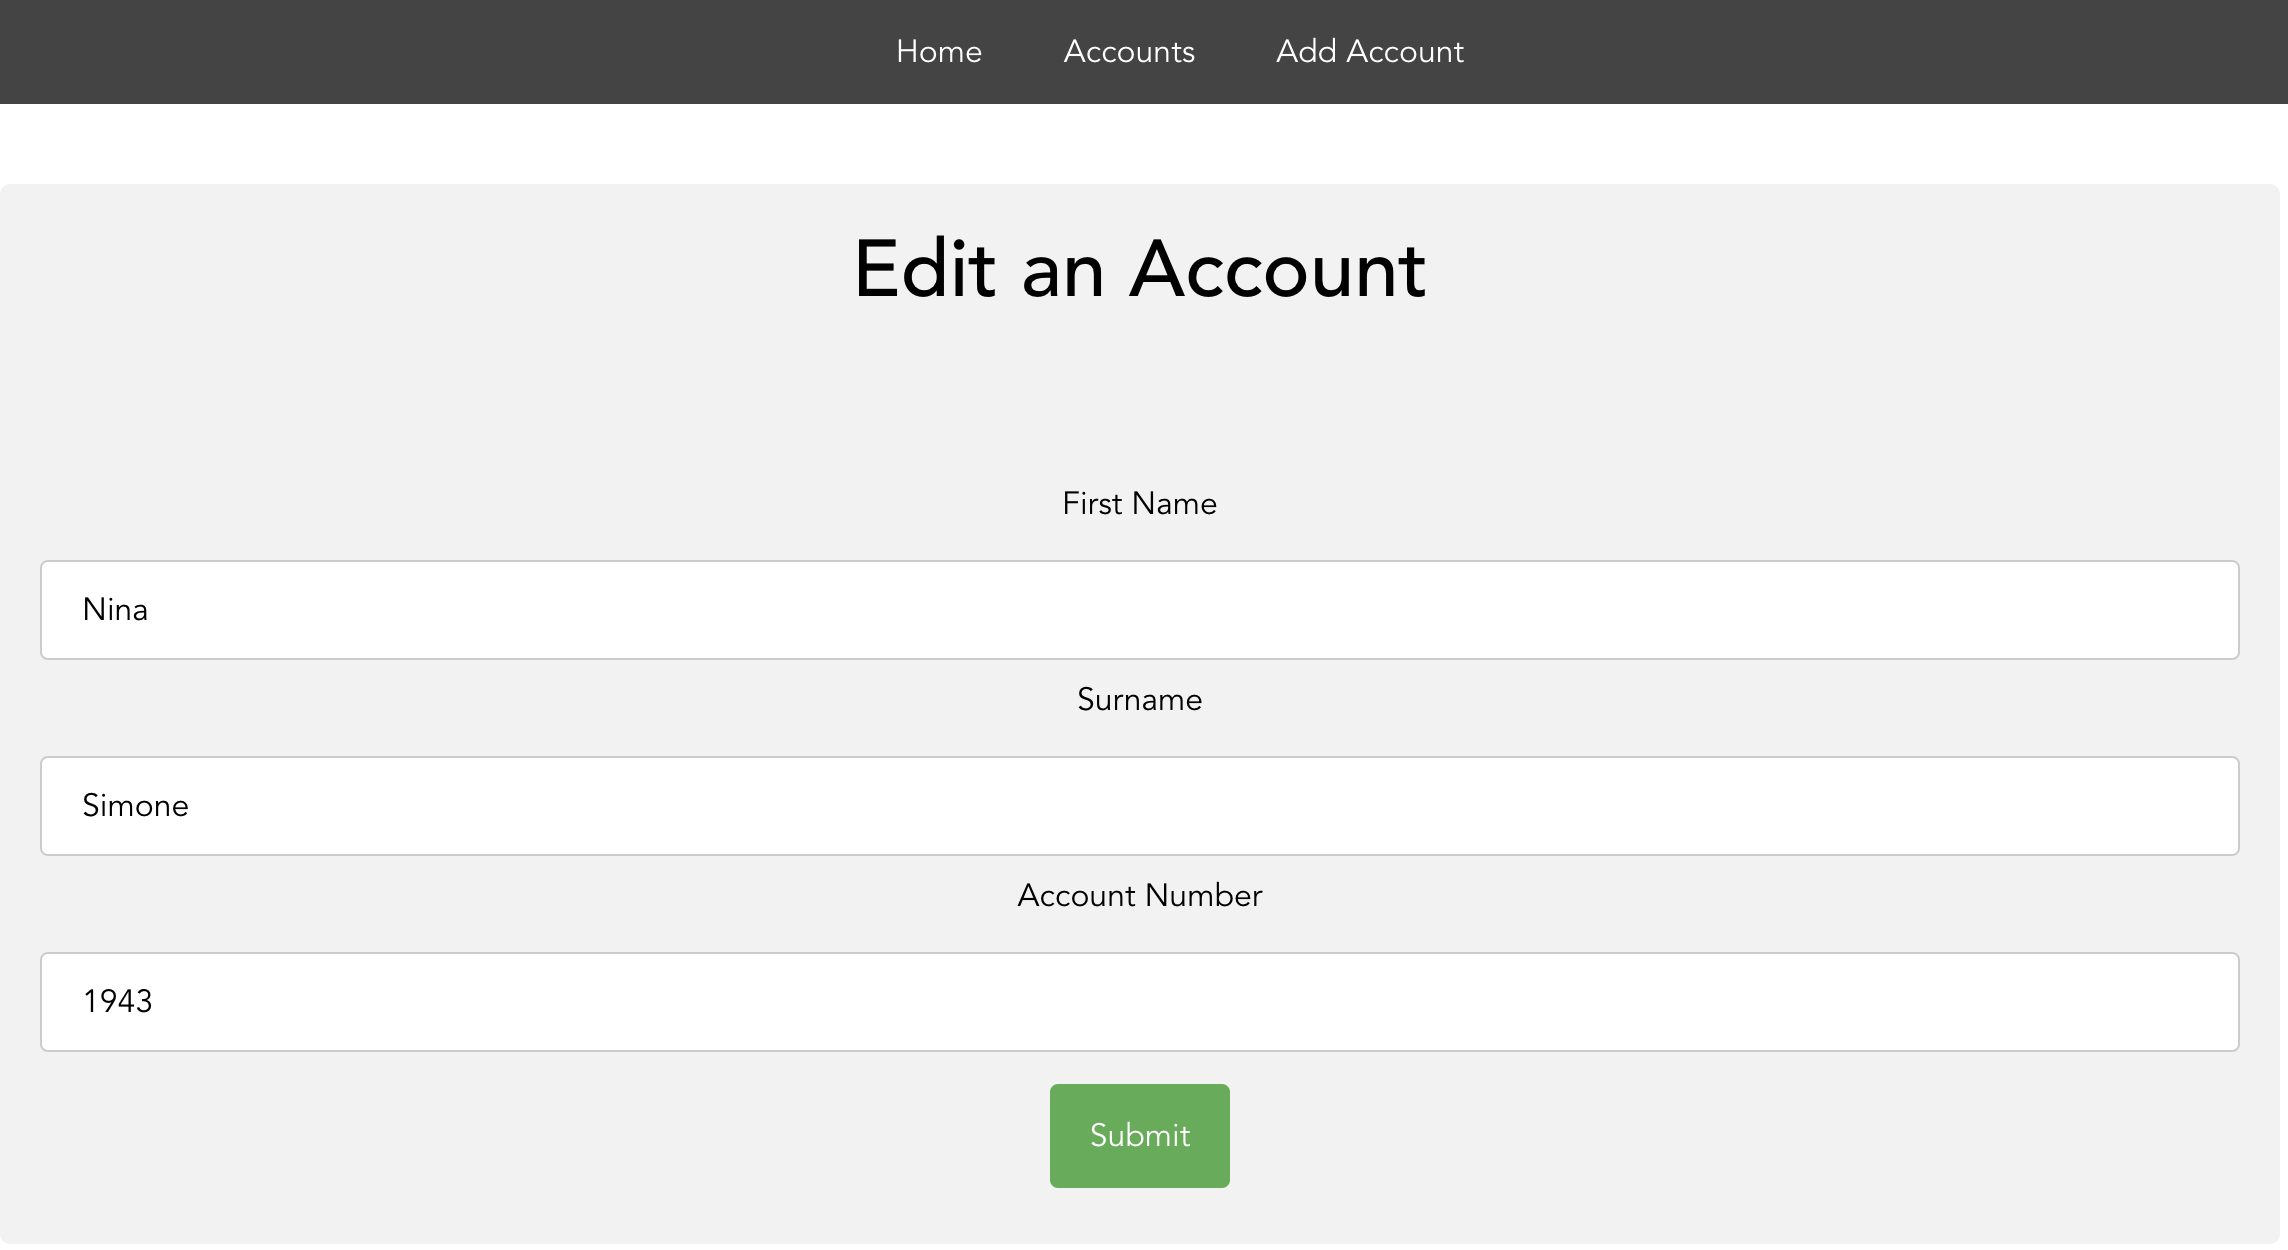 Home Accounts Add Account
Edit an Account
First Name
Nina
Surname
Simone
Account Number
1943
Submit